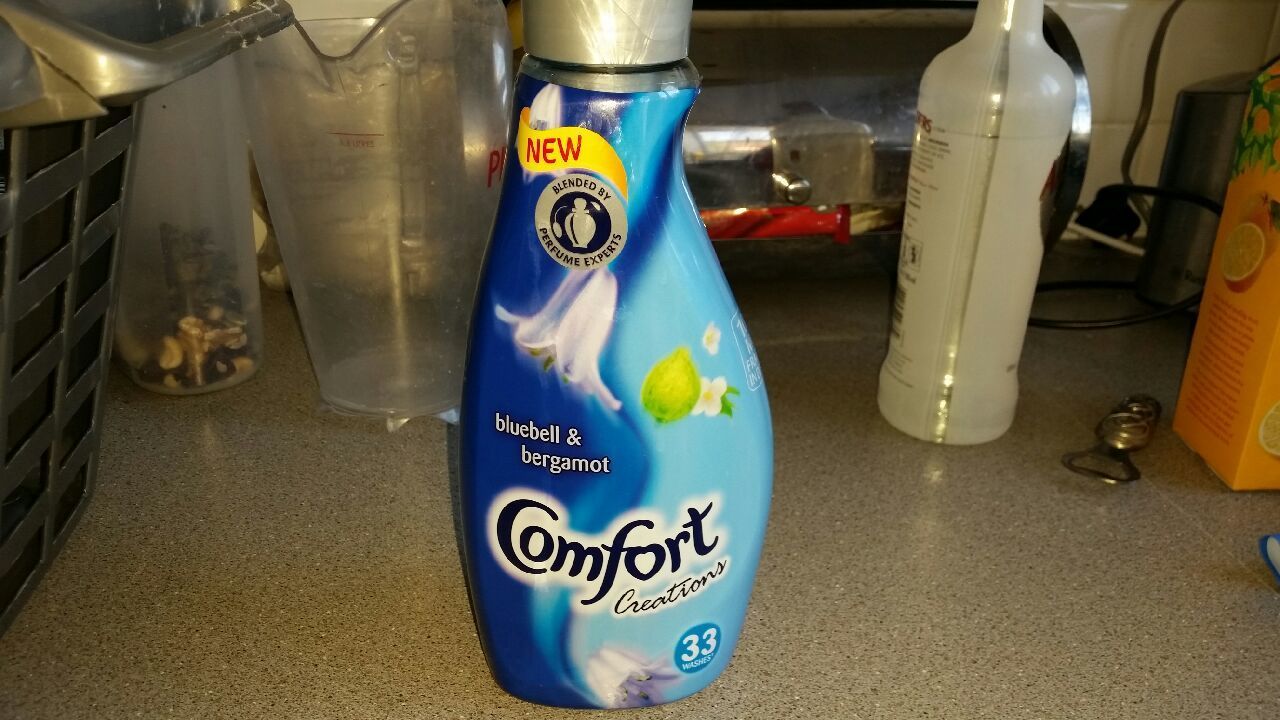 NEW
BLENDED BY
PERFUME EXPERTS
bluebell &
bergamot
Comfort
Creations
33
WASHES